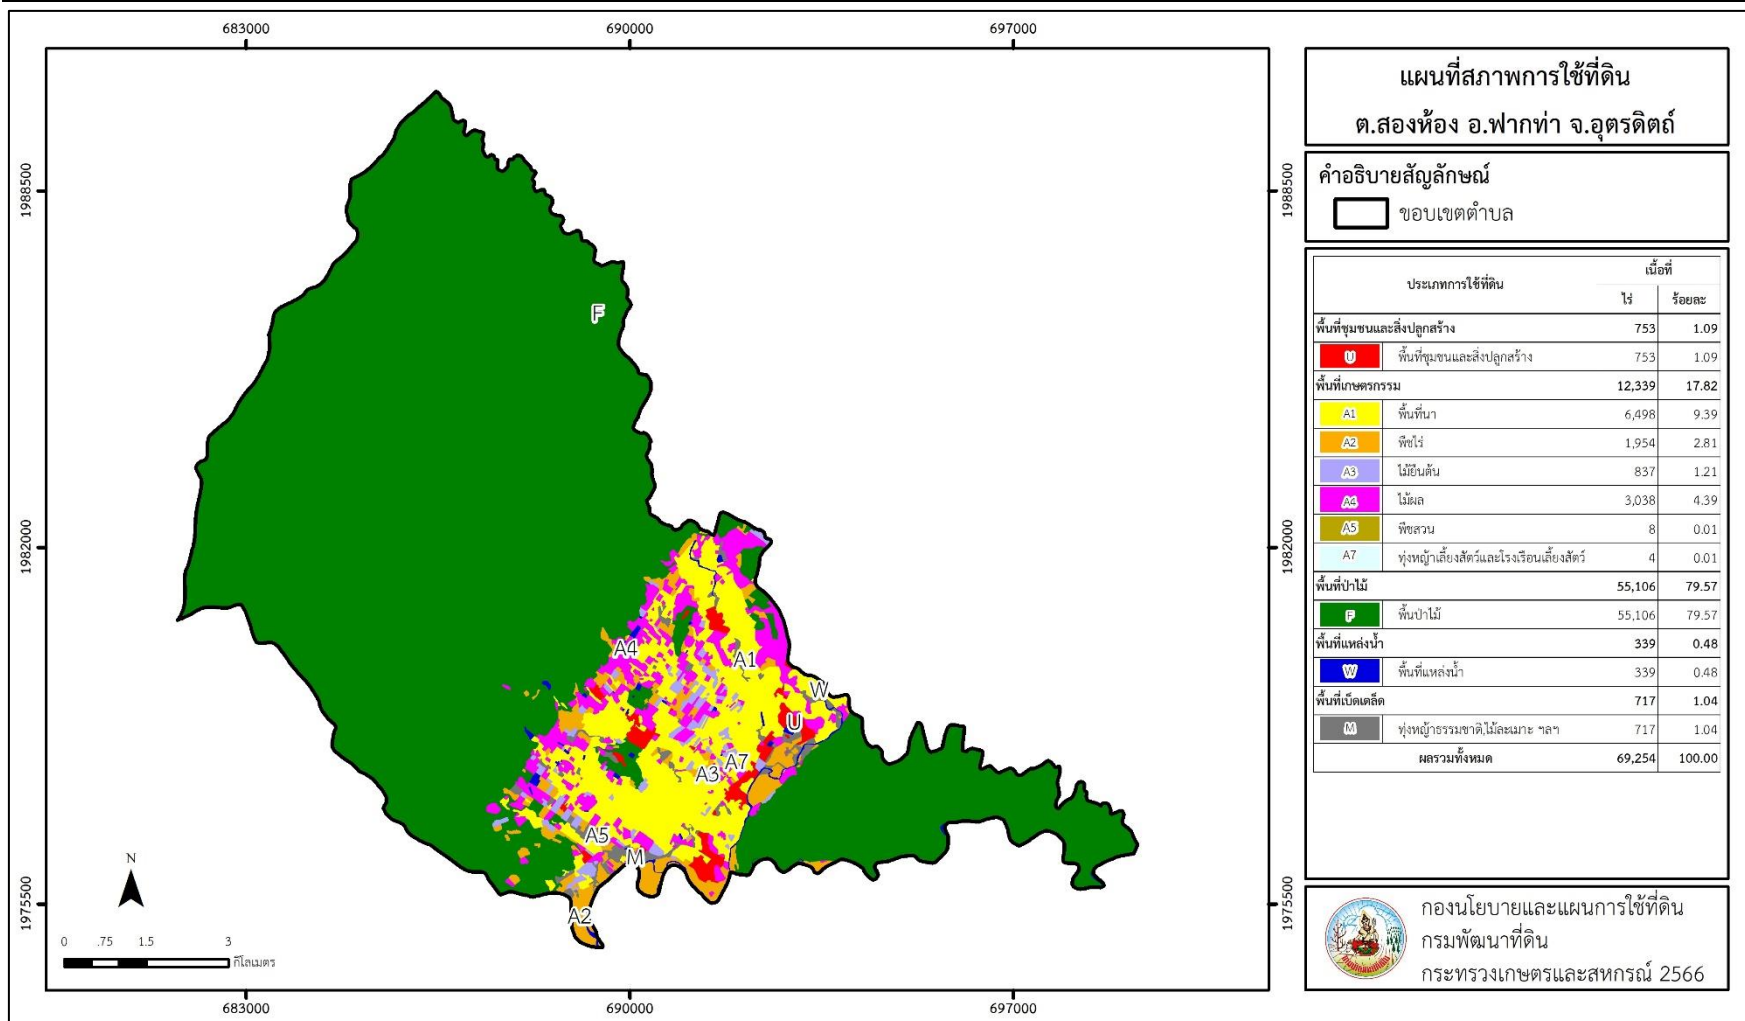 683000
690000
697000
แผนที่สภาพการใช้ที่ดิน
ต.สองห้อง อ.ฟากท่า จ.อุตรดิตถ์
คำอธิบายสัญลักษณ์
ขอบเขตตำบล
ประเภทการใช้ที่ดิน
เนื้อที่
ไร่ ร้อยละ
พื้นที่ชุมชนและสิ่งปลูกสร้าง 753 1.09
U พื้นที่ชุมชนและสิ่งปลูกสร้าง 753 1.09
พื้นที่เกษตรกรรม 12,339 17.82
A1 พื้นที่นา 6,498 9.39
A2 พืชไร่ 1,954 2.81
A3 ไม้ยืนต้น 837 1.21
A4 ไม้ผล 3,038 4.39
A5 พืชสวน 8 0.01
A7 ทุ่งหญ้าเลี้ยงสัตว์และโรงเรือนเลี้ยงสัตว์ 4 0.01
พื้นที่ป่าไม้ 55,106 79.57
F พื้นป่าไม้ 55,106 79.57
พื้นที่แหล่งน้ำ 339 0.48
W พื้นที่แหล่งน้ำ 339 0.48
พื้นที่เบ็ดเตล็ด 717 1.04
M ทุ่งหญ้าธรรมชาติ,ไม้ละเมาะ ฯลฯ 717 1.04
ผลรวมทั้งหมด 69,254 100.00
กองนโยบายและแผนการใช้ที่ดิน
กรมพัฒนาที่ดิน
กระทรวงเกษตรและสหกรณ์ 2566
1988500
1988500
1982000
1982000
1975500
1975500
F
A4
A1
W
U
A7
A3
A5
M
A2
N
0 .75 1.5 3
กิโลเมตร
683000
690000
697000